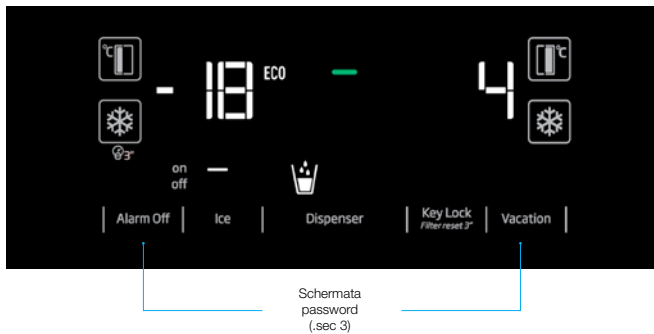 °C
°C
-18
ECO
4
3"
on
off
Alarm Off
Ice
Dispenser
Key Lock
Filter reset 3"
Vacation
Schermata
password
(.sec 3)